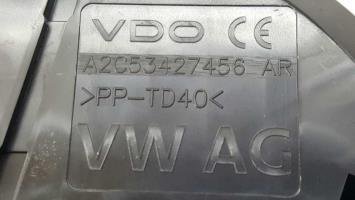 VDO CE
A2C53427456 AR
>PP-TD40<
VW AG